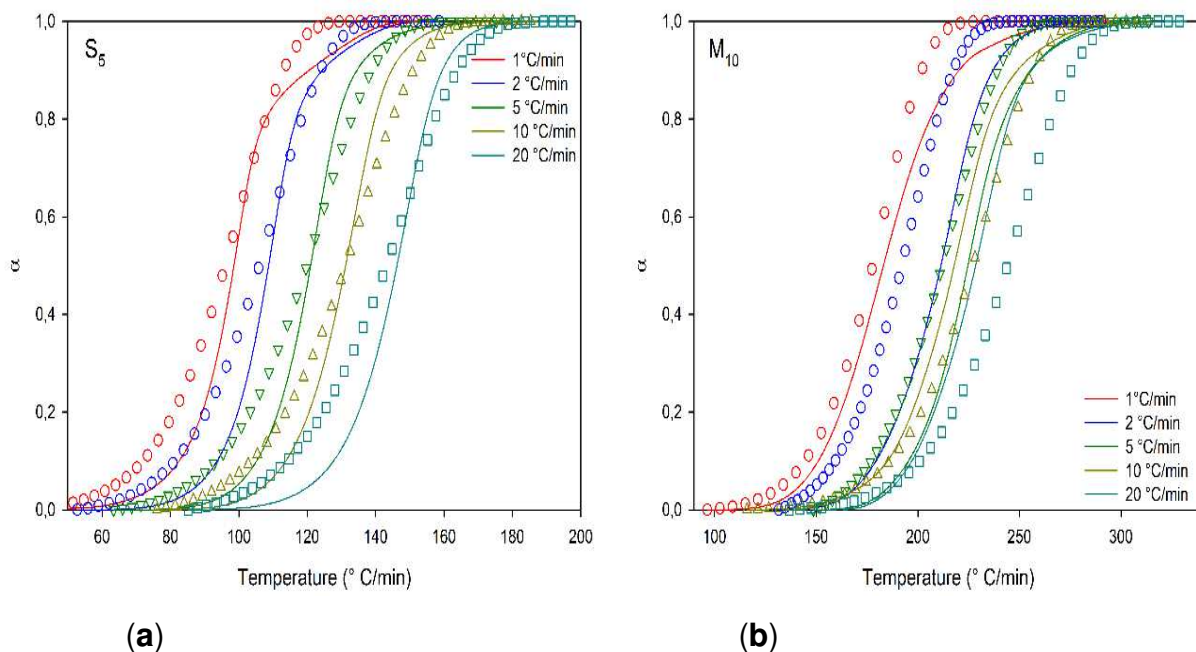 S5
1°C/min
2 °C/min
5 °C/min
10 °C/min
20 °C/min
1,0
0,8
0,6
0,4
0,2
0,0
α
60 80 100 120 140 160 180 200
Temperature (° C/min)
(a)
M10
1°C/min
2 °C/min
5 °C/min
10 °C/min
20 °C/min
1,0
0,8
0,6
0,4
0,2
0,0
α
100 150 200 250 300
Temperature (° C/min)
(b)